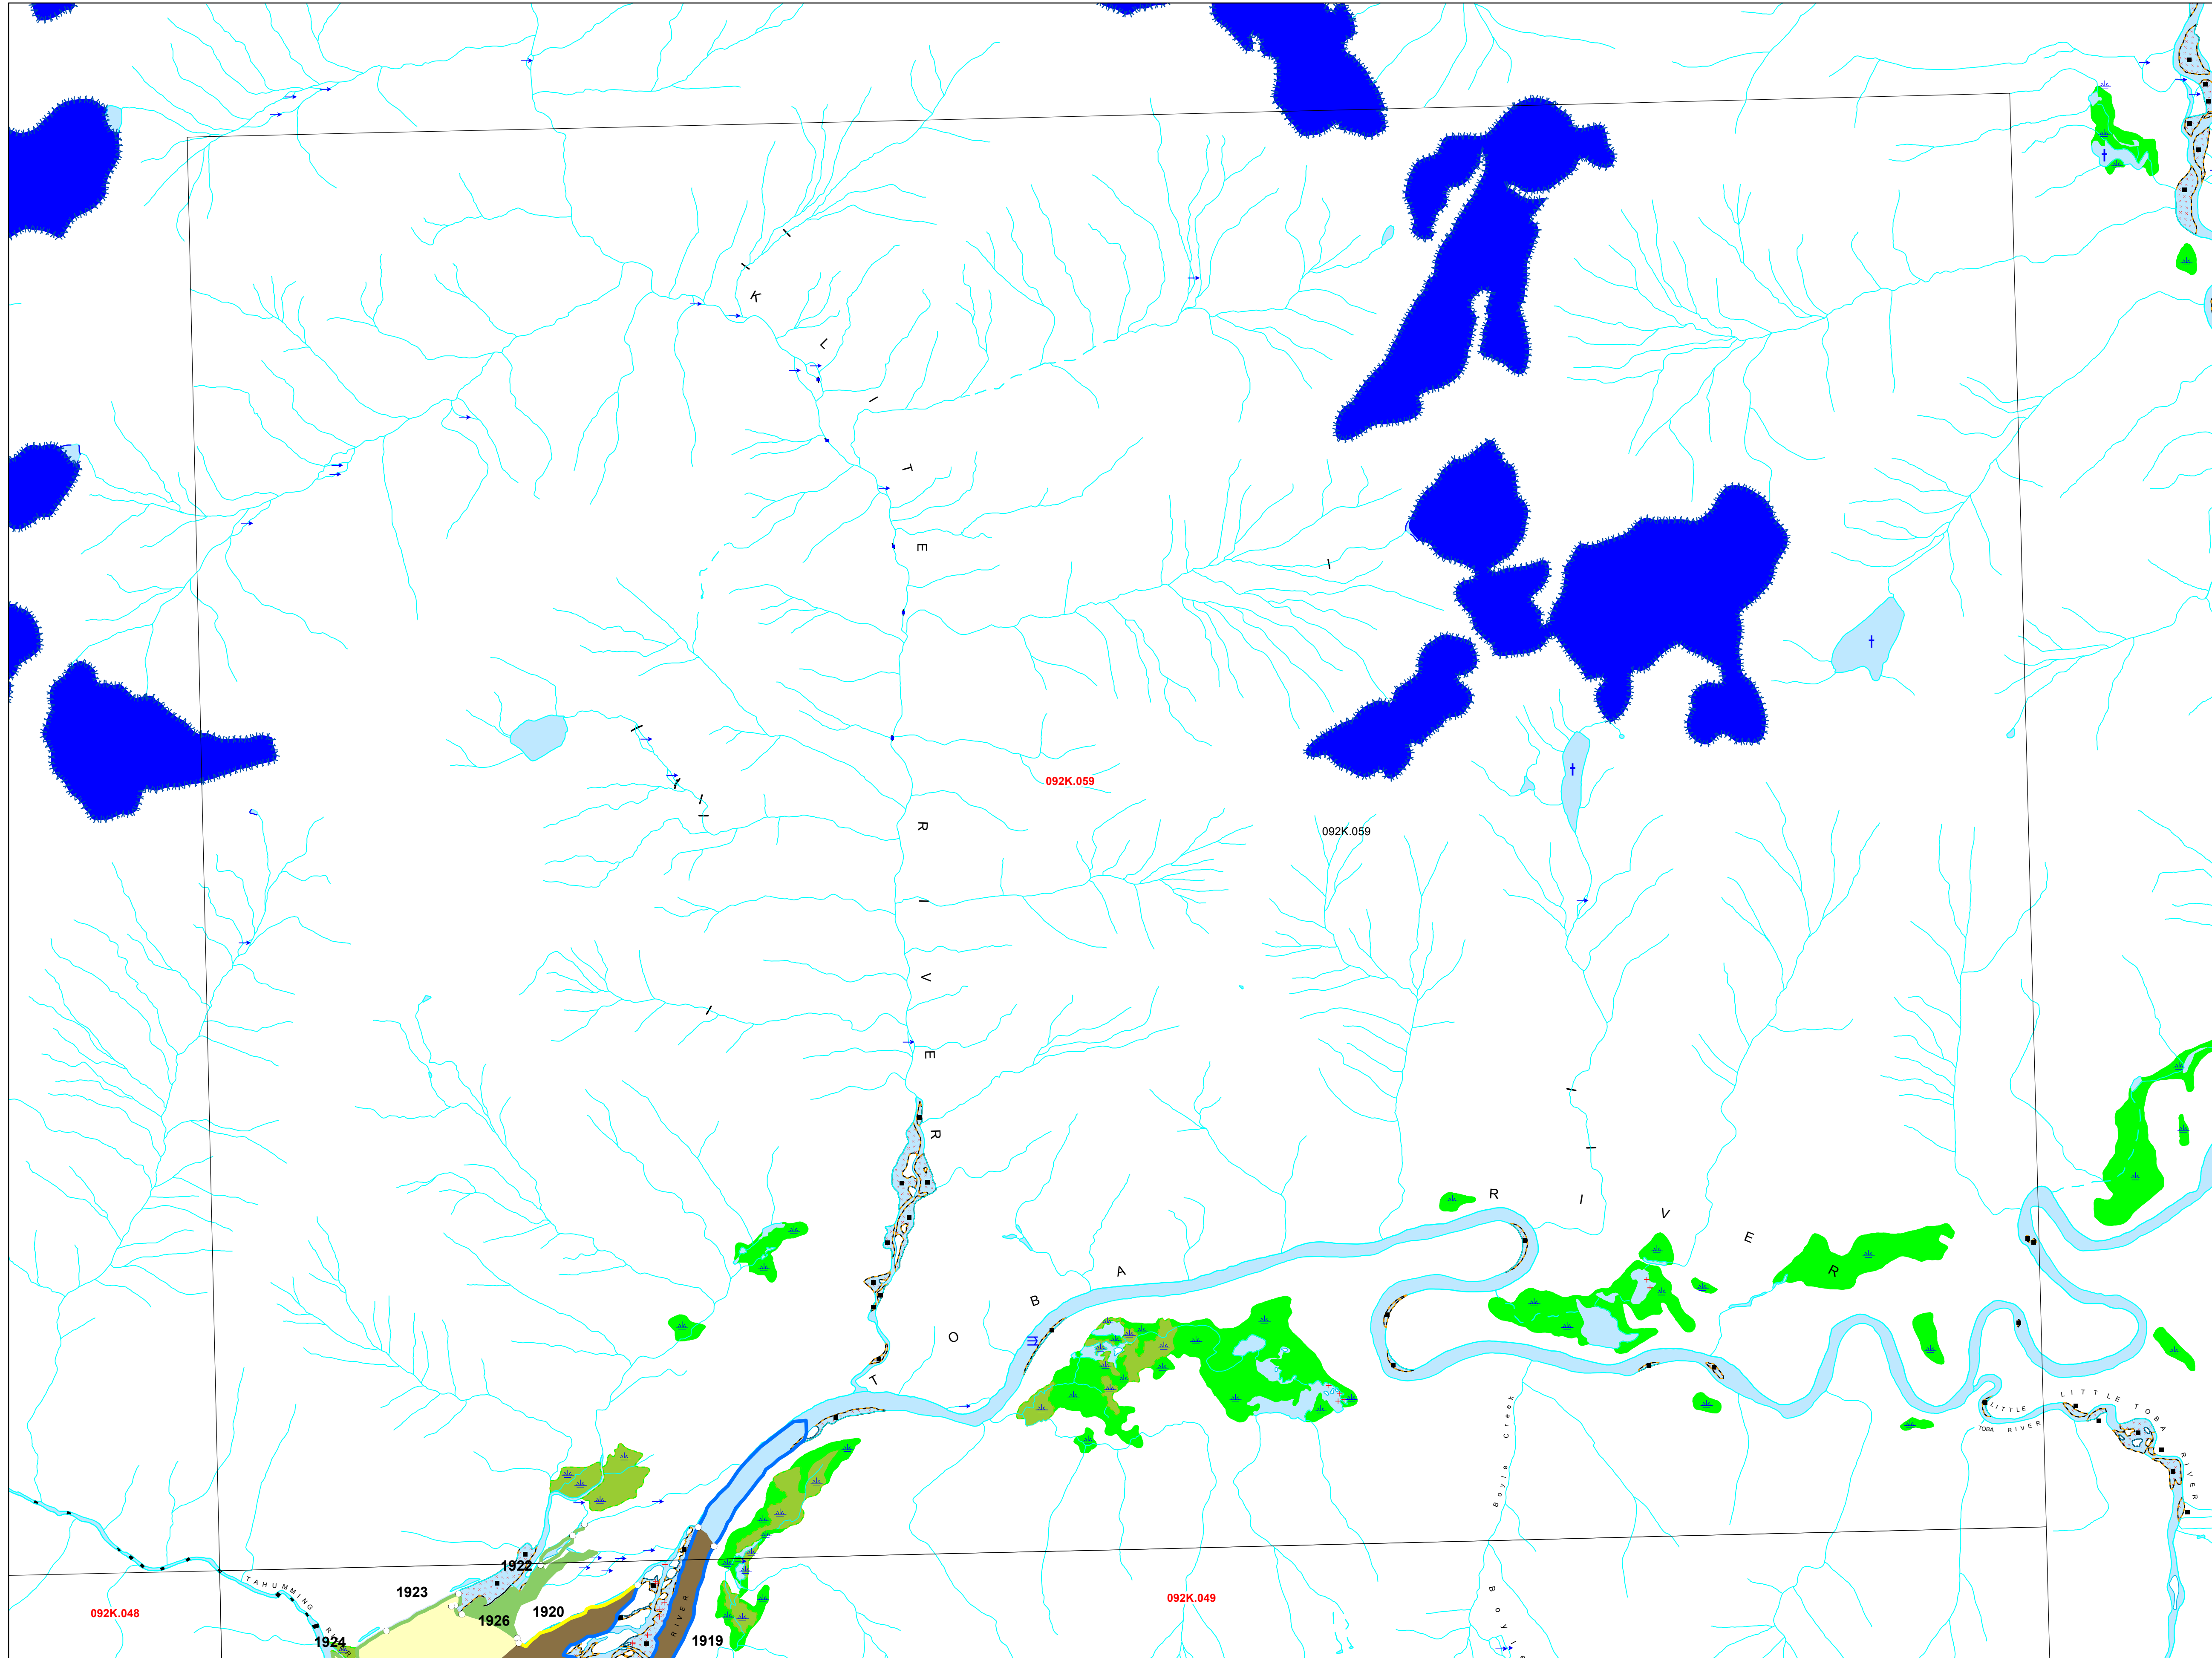 KLITE RIVER
092K.059
092K.059
TOBA RIVER
Boyle Creek
LITTLE
TOBA RIVER
LITTLE TOBA RIVER
1922
1923
1926
1920
1924
1919
TAHUMMING RIVER
RIVER
092K.048
092K.049